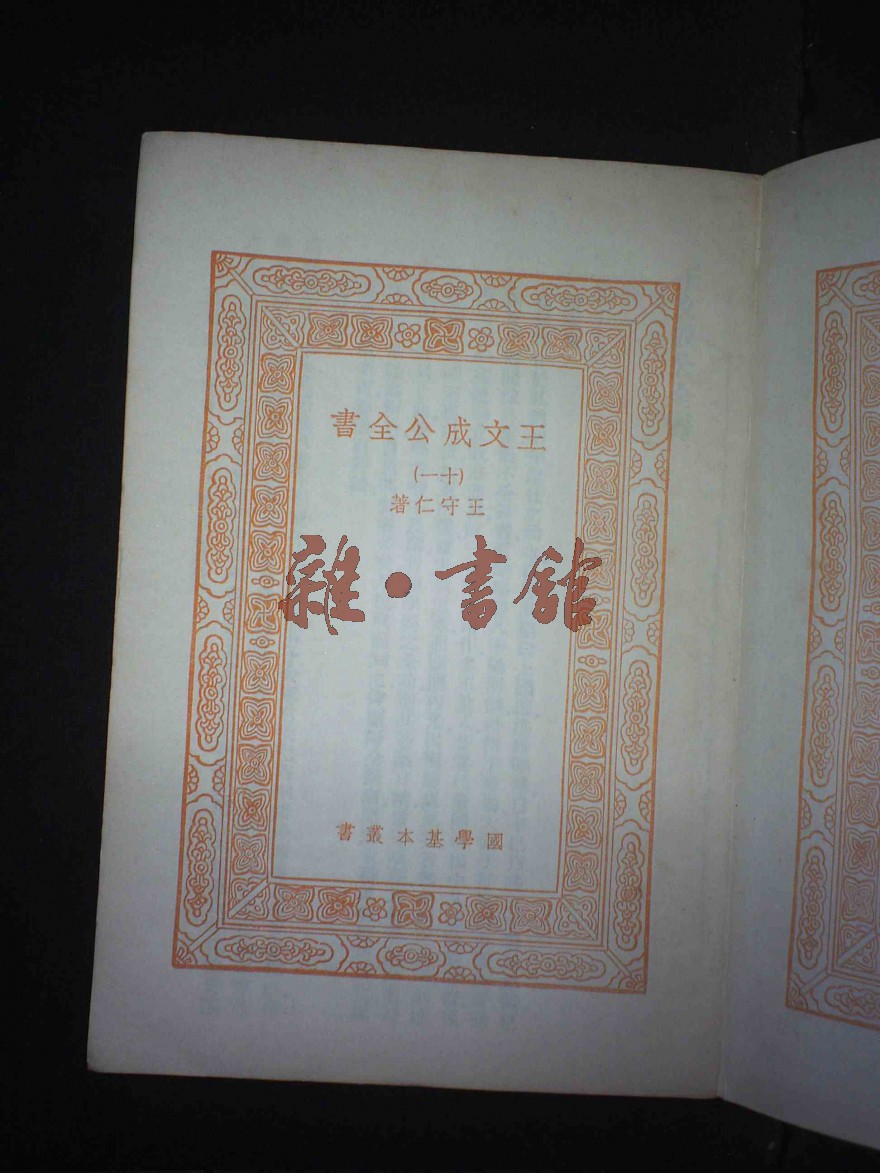 王文成公全書
(十一)
王守仁著
雜·書館
國學基本叢書